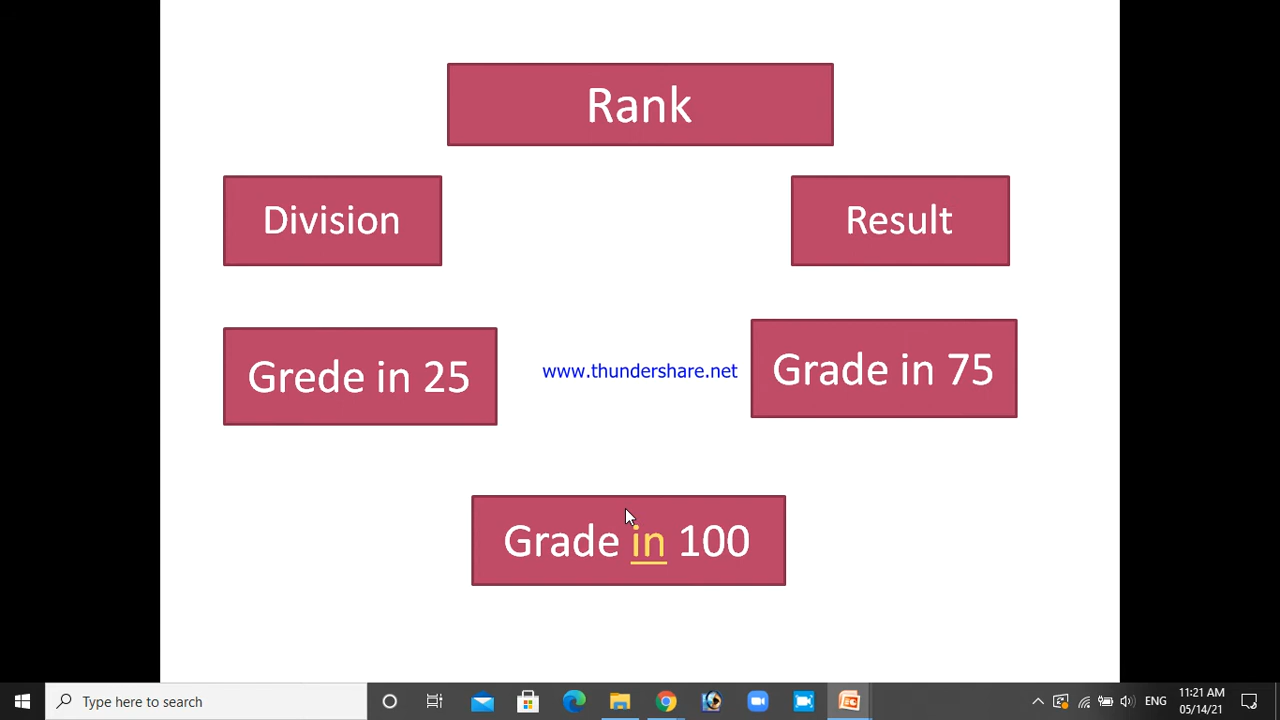 Rank
Division
Result
Grede in 25
www.thundershare.net
Grade in 75
Grade in 100
Type here to search
ENG
11:21 AM
05/14/21